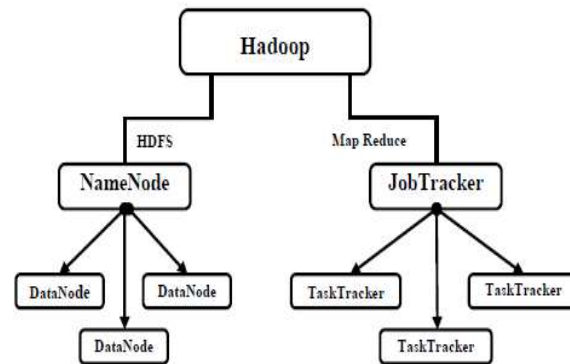 Hadoop
HDFS
Map Reduce
NameNode
JobTracker
DataNode
DataNode
TaskTracker
TaskTracker
DataNode
TaskTracker